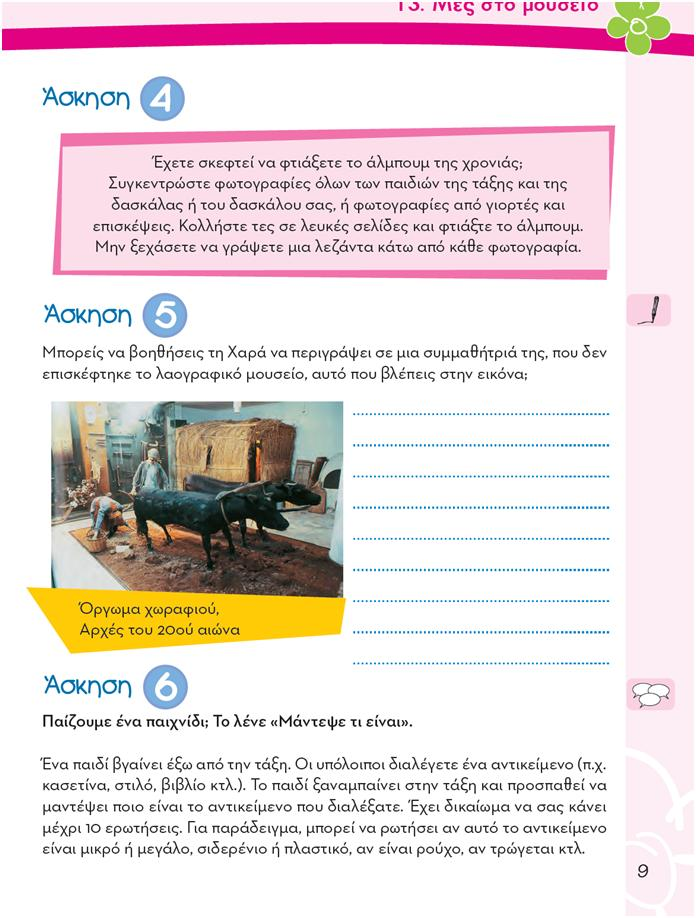 13. Μες στο μουσείο
Άσκηση 4
Έχετε σκεφτεί να φτιάξετε το άλμπουμ της χρονιάς;
Συγκεντρώστε φωτογραφίες όλων των παιδιών της τάξης και της
δασκάλας ή του δασκάλου σας, ή φωτογραφίες από γιορτές και
επισκέψεις. Κολλήστε τες σε λευκές σελίδες και φτιάξτε το άλμπουμ.
Μην ξεχάσετε να γράψετε μια λεζάντα κάτω από κάθε φωτογραφία.
Άσκηση 5
Μπορείς να βοηθήσεις τη Χαρά να περιγράψει σε μια συμμαθήτριά της, που δεν
επισκέφτηκε το λαογραφικό μουσείο, αυτό που βλέπεις στην εικόνα;
Όργωμα χωραφιού,
Αρχές του 20ού αιώνα
Άσκηση 6
Παίζουμε ένα παιχνίδι; Το λένε «Μάντεψε τι είναι».
Ένα παιδί βγαίνει έξω από την τάξη. Οι υπόλοιποι διαλέγετε ένα αντικείμενο (π.χ.
κασετίνα, στιλό, βιβλίο κτλ.). Το παιδί ξαναμπαίνει στην τάξη και προσπαθεί να
μαντέψει ποιο είναι το αντικείμενο που διαλέξατε. Έχει δικαίωμα να σας κάνει
μέχρι 10 ερωτήσεις. Για παράδειγμα, μπορεί να ρωτήσει αν αυτό το αντικείμενο
είναι μικρό ή μεγάλο, σιδερένιο ή πλαστικό, αν είναι ρούχο, αν τρώγεται κτλ.
9